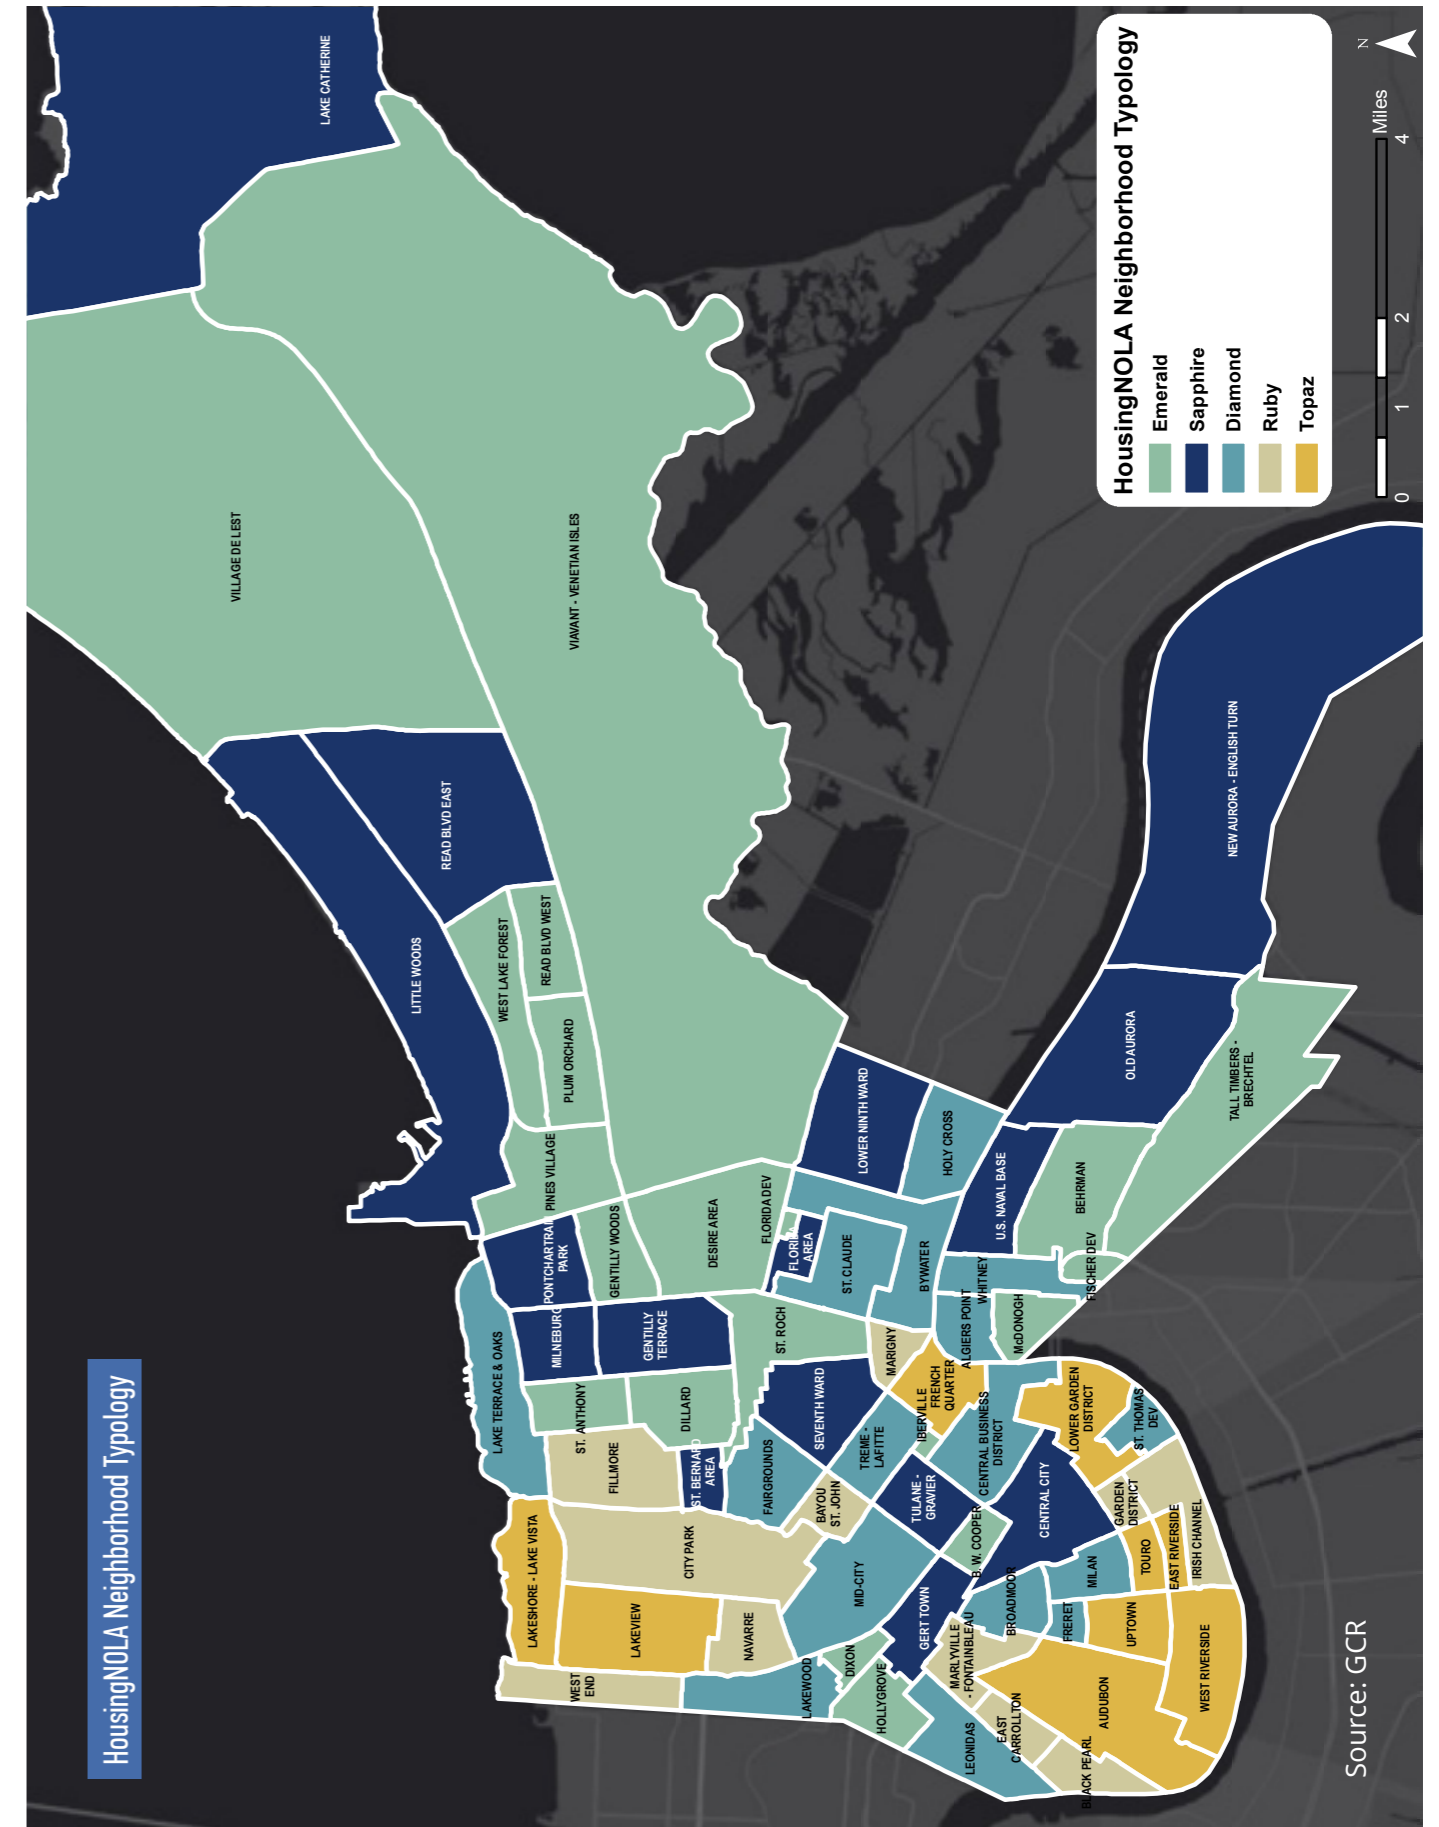 HousingNOLA Neighborhood Typology
LAKE CATHERINE
VILLAGE DE LEST
VIAVANT - VENETIAN ISLES
LITTLE WOODS
READ BLVD EAST
WEST LAKE FOREST
READ BLVD WEST
PLUM ORCHARD
PINES VILLAGE
PONTCHARTRAIN
PARK
GENTILLY WOODS
DESIRE AREA
FLORIDA DEV
FLORIDA
AREA
LOWER NINTH WARD
HOLY CROSS
ST. CLAUDE
BYWATER
LAKE TERRACE & OAKS
MILNEBURG
GENTILLY
TERRACE
ST. ANTHONY
DILLARD
ST. ROCH
MARIGNY
FILLMORE
ST. BERNARD
AREA
FAIRGROUNDS
SEVENTH WARD
TREME -
LAFITTE
IBERVILLE
FRENCH
QUARTER
LAKESHORE - LAKE VISTA
CITY PARK
BAYOU
ST. JOHN
TULANE -
GRAVIER
CENTRAL BUSINESS
DISTRICT
LAKEVIEW
NAVARRE
MID-CITY
B. W. COOPER
CENTRAL CITY
LOWER GARDEN
DISTRICT
ST. THOMAS
DEV
WEST
END
LAKEWOOD
DIXON
HOLLYGROVE
GERT TOWN
MARLYVILLE
- FONTAINBLEAU
BROADMOOR
MILAN
FRERET
GARDEN
DISTRICT
TOURO
EAST RIVERSIDE
IRISH CHANNEL
UPTOWN
WEST RIVERSIDE
AUDUBON
LEONIDAS
EAST
CARROLLTON
BLACK PEARL
ALGIERS POINT
WHITNEY
McDONOGH
FISCHER DEV
BEHRMAN
U.S. NAVAL BASE
OLD AURORA
TALL TIMBERS -
BRECHTEL
NEW AURORA - ENGLISH TURN
HousingNOLA Neighborhood Typology
Emerald
Sapphire
Diamond
Ruby
Topaz
N
Miles
0 1 2 4
Source: GCR